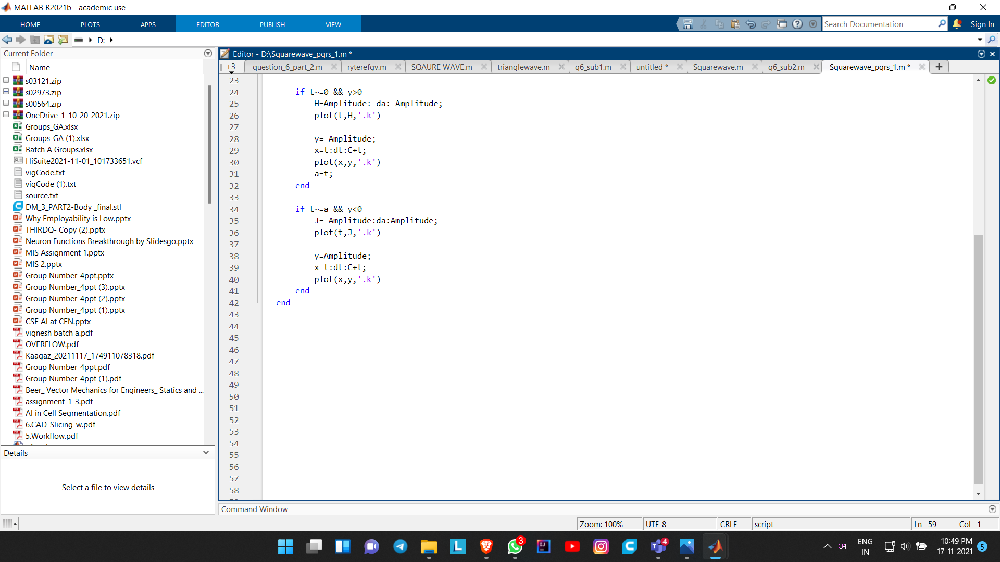 MATLAB R2021b - academic use
HOME PLOTS APPS EDITOR PUBLISH VIEW
Search Documentation
Sign In
D:
Current Folder
Name
s03121.zip
s02973.zip
s00564.zip
OneDrive_1_10-20-2021.zip
Groups_GA.xlsx
Groups_GA (1).xlsx
Batch A Groups.xlsx
HiSuite2021-11-01_101733651.vcf
vigCode.txt
vigCode (1).txt
source.txt
DM_3_PART2-Body _final.stl
Why Employability is Low.pptx
THIRDQ- Copy (2).pptx
Neuron Functions Breakthrough by Slidesgo.pptx
MIS Assignment 1.pptx
MIS 2.pptx
Group Number_4ppt.pptx
Group Number_4ppt (3).pptx
Group Number_4ppt (2).pptx
Group Number_4ppt (1).pptx
CSE AI at CEN.pptx
vignesh batch a.pdf
OVERFLOW.pdf
Kaagaz_20211117_174911078318.pdf
Group Number_4ppt.pdf
Group Number_4ppt (1).pdf
Beer_ Vector Mechanics for Engineers_ Statics and ...
assignment_1-3.pdf
AI in Cell Segmentation.pdf
6.CAD_Slicing_w.pdf
5.Workflow.pdf
Details
Select a file to view details
Editor - D:\Squarewave_pqrs_1.m *
+3 question_6_part_2.m ryterefgv.m SQAURE WAVE.m trianglewave.m q6_sub1.m untitled * Squarewave.m q6_sub2.m Squarewave_pqrs_1.m *
23
24 if t~=0 && y>0
25 H=Amplitude:-da:-Amplitude;
26 plot(t,H,'.k')
27
28 y=-Amplitude;
29 x=t:dt:C+t;
30 plot(x,y,'.k')
31 a=t;
32 end
33
34 if t~=a && y<0
35 J=-Amplitude:da:Amplitude;
36 plot(t,J,'.k')
37
38 y=Amplitude;
39 x=t:dt:C+t;
40 plot(x,y,'.k')
41 end
42 end
43
44
45
46
47
48
49
50
51
52
53
54
55
56
57
58
Command Window
Zoom: 100% UTF-8 CRLF script Ln 59 Col 1
3
4
34
ENG
IN
10:49 PM
17-11-2021
5